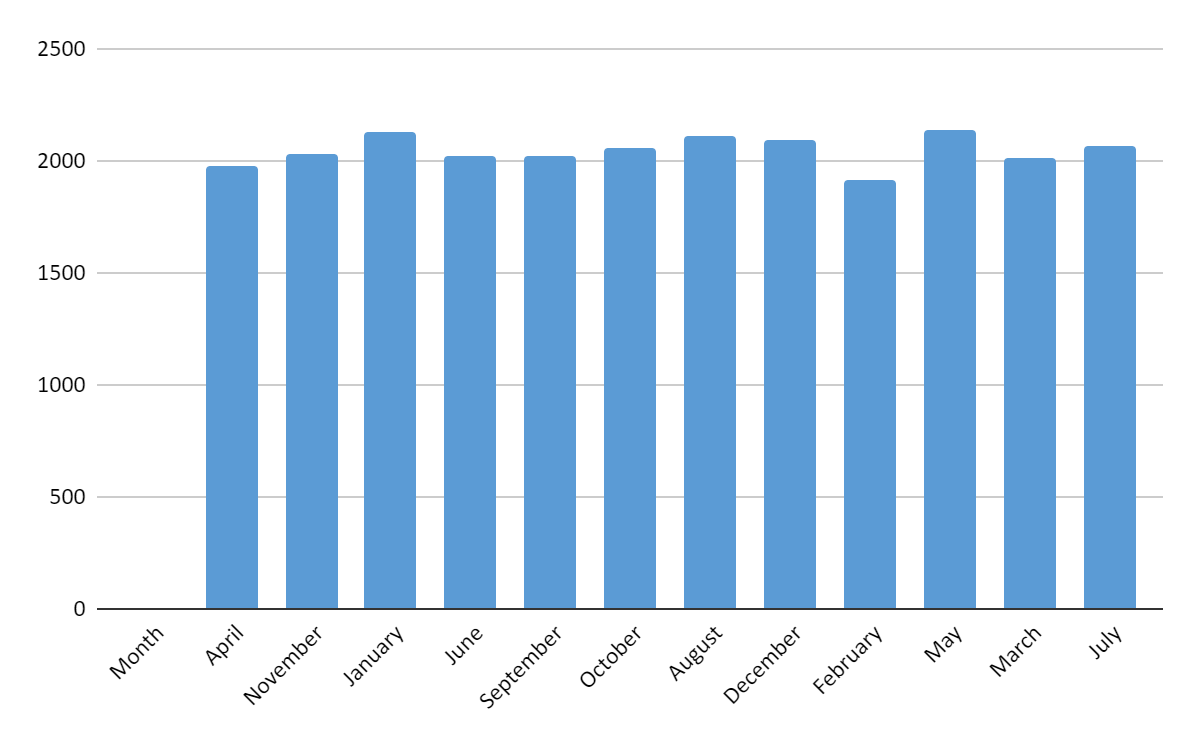 2500
2000
1500
1000
500
0
Month
April
November
January
June
September
October
August
December
February
May
March
July